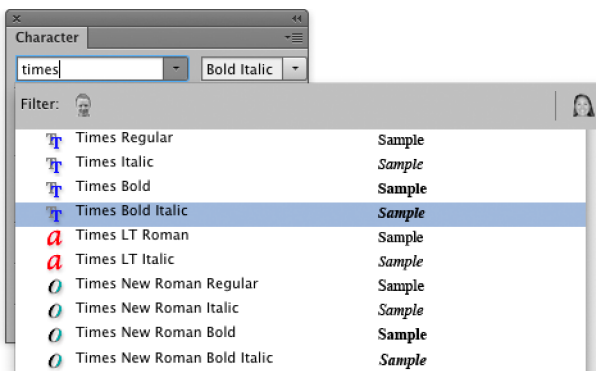 Character
times Bold Italic
Filter:
Times Regular Sample
Times Italic Sample
Times Bold Sample
Times Bold Italic Sample
Times LT Roman Sample
Times LT Italic Sample
Times New Roman Regular Sample
Times New Roman Italic Sample
Times New Roman Bold Sample
Times New Roman Bold Italic Sample